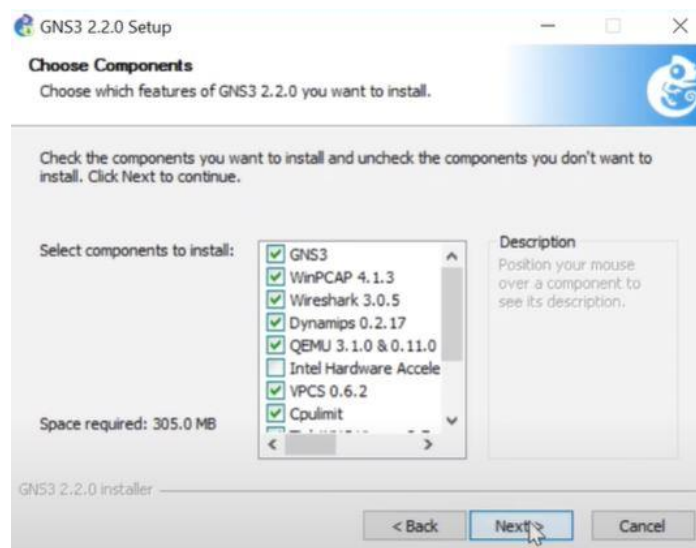 GNS3 2.2.0 Setup
Choose Components
Choose which features of GNS3 2.2.0 you want to install.
Check the components you want to install and uncheck the components you don't want to
install. Click Next to continue.
Select components to install:
GNS3
WinPCAP 4.1.3
Wireshark 3.0.5
Dynamips 0.2.17
QEMU 3.1.0 & 0.11.0
Intel Hardware Accele
VPCS 0.6.2
Cpulimit
Description
Position your mouse
over a component to
see its description.
Space required: 305.0 MB
GNS3 2.2.0 installer
< Back
Next >
Cancel